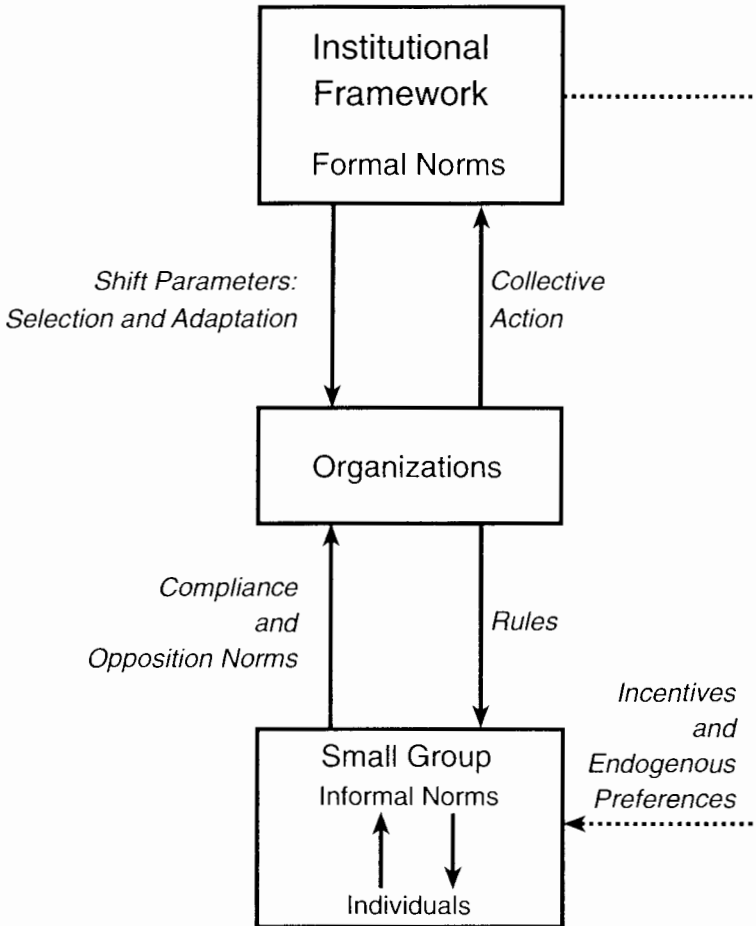 Institutional
Framework
Formal Norms
Shift Parameters:
Selection and Adaptation
Collective
Action
Organizations
Compliance
and
Opposition Norms
Rules
Incentives
and
Endogenous
Preferences
Small Group
Informal Norms
Individuals